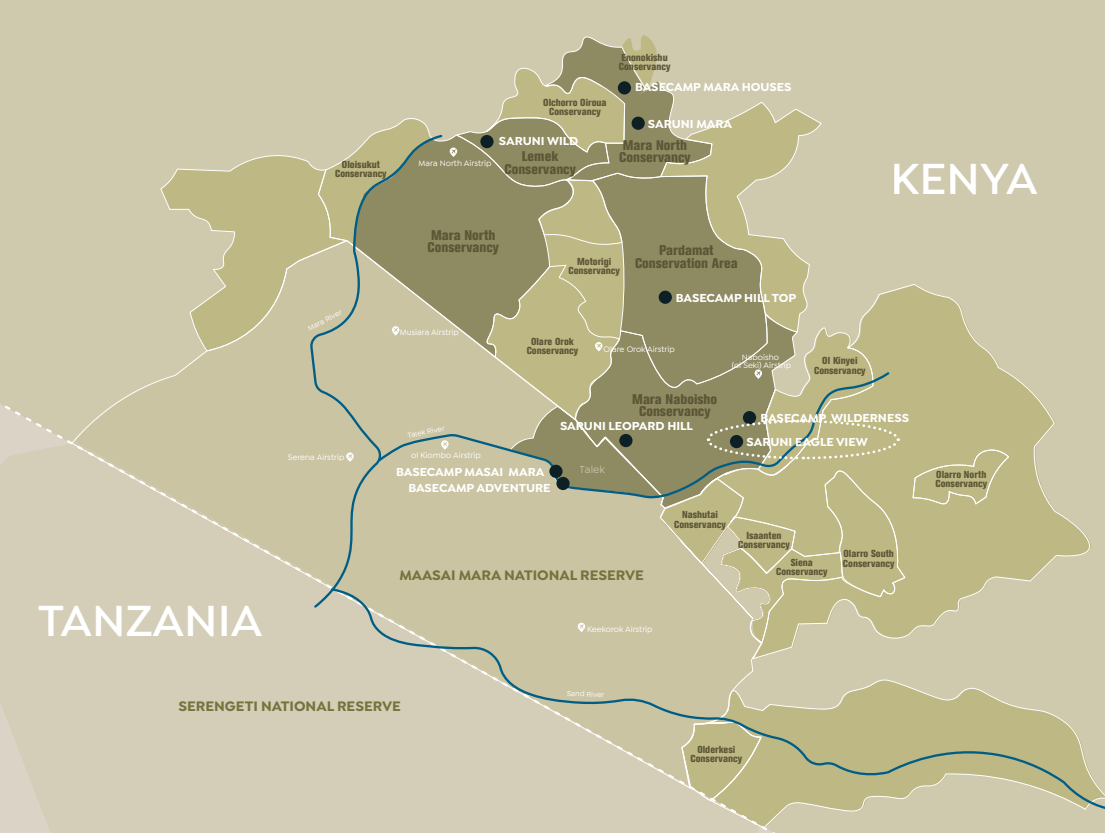 Enonokishu
Conservancy
BASECAMP MARA HOUSES
Olchorro Oiroua
Conservancy
SARUNI MARA
SARUNI WILD
Mara North
Conservancy
Lemek
Conservancy
Mara North Airstrip
Oloisukut
Conservancy
KENYA
Mara North
Conservancy
Pardamat
Conservation Area
Motorigi
Conservancy
BASECAMP HILL TOP
Mara River
Musiara Airstrip
Olare Orok
Conservancy
Olare Orok Airstrip
Naboisho
(ol Seki) Airstrip
Ol Kinyei
Conservancy
Mara Naboisho
Conservancy
BASECAMP WILDERNESS
SARUNI LEOPARD HILL
SARUNI EAGLE VIEW
Talek River
ol Kiombo Airstrip
Serena Airstrip
BASECAMP MASAI MARA
Talek
BASECAMP ADVENTURE
Olarro North
Conservancy
Nashutai
Conservancy
Isaanten
Conservancy
Olarro South
Conservancy
Siena
Conservancy
MAASAI MARA NATIONAL RESERVE
TANZANIA
Keekorok Airstrip
Sand River
SERENGETI NATIONAL RESERVE
Olderkesi
Conservancy